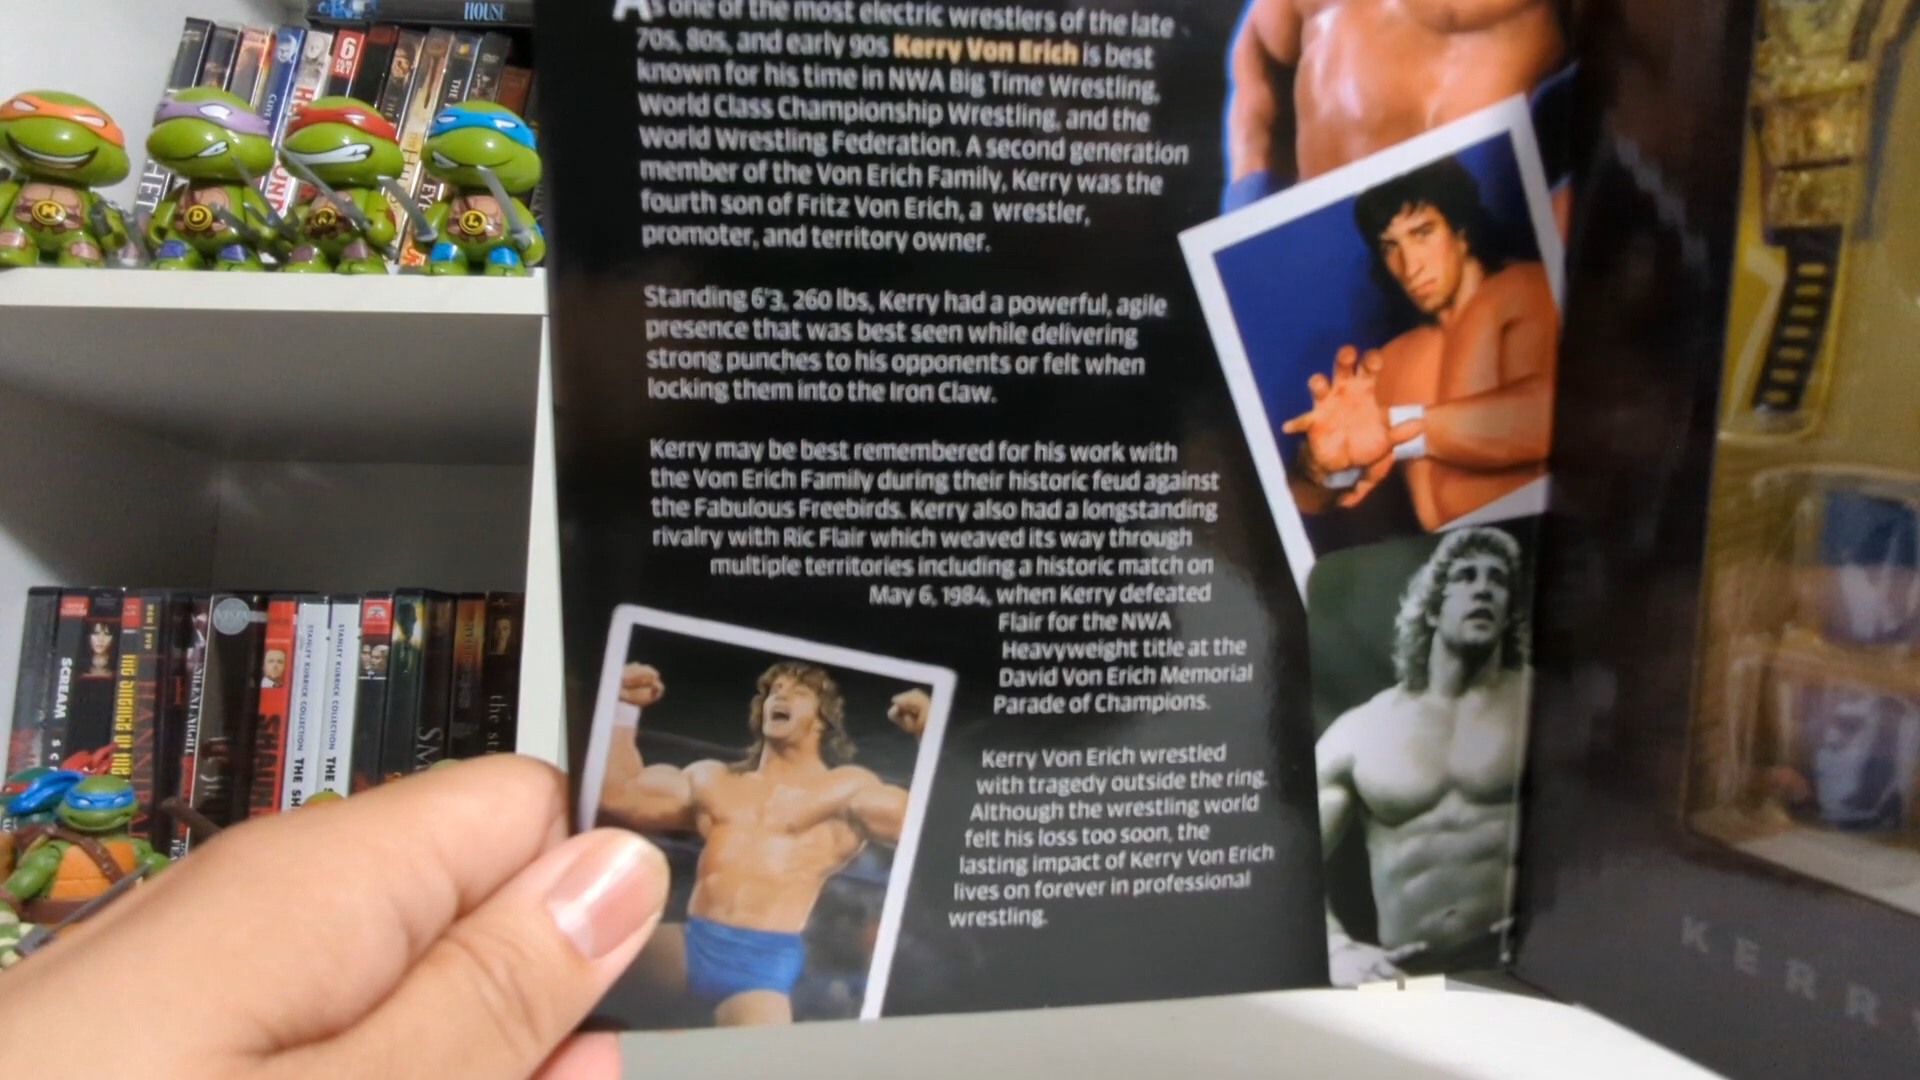 As one of the most electric wrestlers of the late
70s, 80s, and early 90s Kerry Von Erich is best
known for his time in NWA Big Time Wrestling,
World Class Championship Wrestling, and the
World Wrestling Federation. A second generation
member of the Von Erich Family, Kerry was the
fourth son of Fritz Von Erich, a wrestler,
promoter, and territory owner.
Standing 6'3, 260 lbs, Kerry had a powerful, agile
presence that was best seen while delivering
strong punches to his opponents or felt when
locking them into the Iron Claw.
Kerry may be best remembered for his work with
the Von Erich Family during their historic feud against
the Fabulous Freebirds. Kerry also had a longstanding
rivalry with Ric Flair which weaved its way through
multiple territories including a historic match on
May 6, 1984, when Kerry defeated
Flair for the NWA
Heavyweight title at the
David Von Erich Memorial
Parade of Champions.
Kerry Von Erich wrestled
with tragedy outside the ring.
Although the wrestling world
felt his loss too soon, the
lasting impact of Kerry Von Erich
lives on forever in professional
wrestling.
HOUSE
6
M
D
L
SCREAM
STANLEY KUBRICK COLLECTION THE SH
STANLEY KUBRICK COLLECTION THE S
the st
KERR